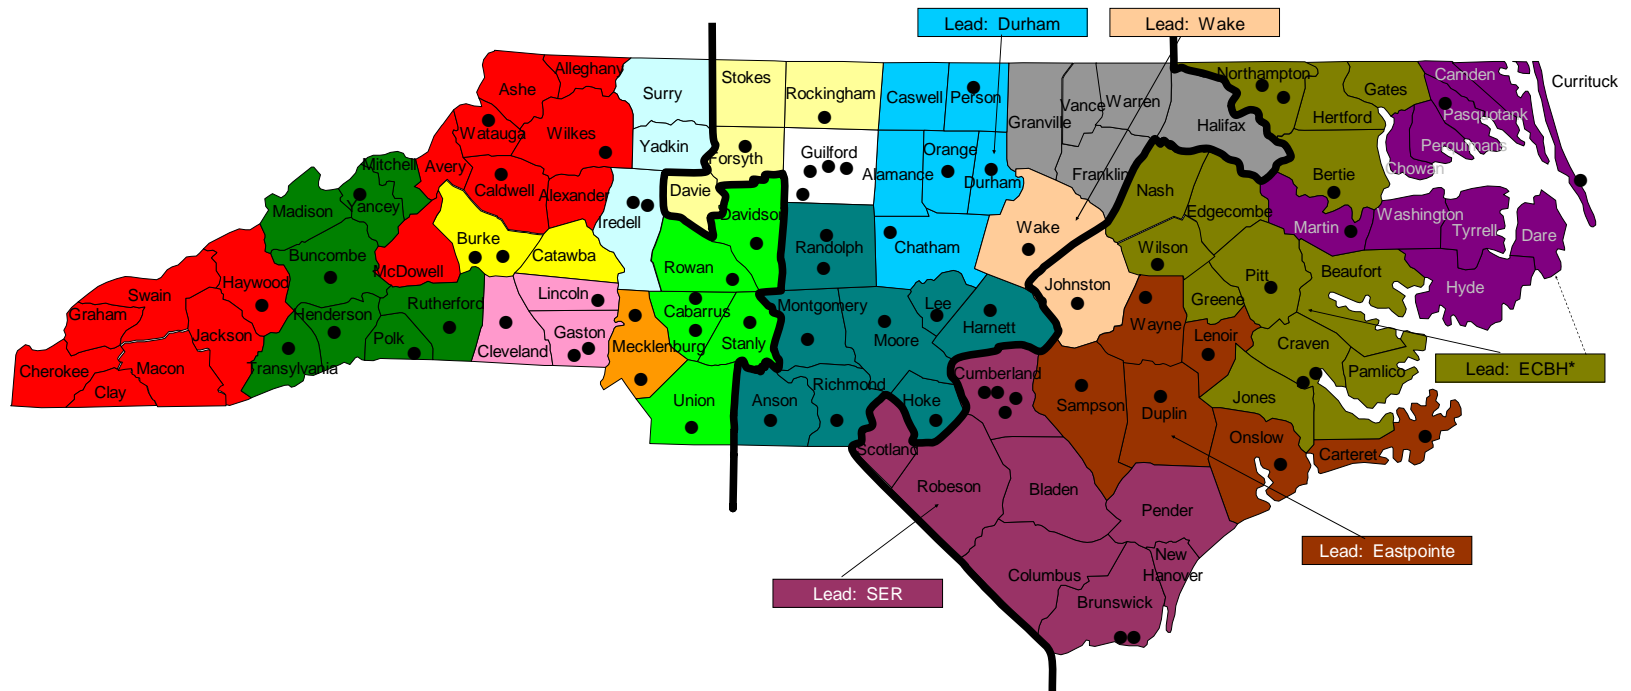 Lead: Durham
Lead: Wake
Alleghany
Ashe
Surry
Stokes
Rockingham
Caswell
Person
Granville
Vance
Warren
Northampton
Gates
Camden
Currituck
Pasquotank
Perquimans
Chowan
Hertford
Halifax
Watauga
Wilkes
Yadkin
Forsyth
Guilford
Alamance
Orange
Durham
Franklin
Nash
Bertie
Mitchell
Avery
Caldwell
Alexander
Iredell
Davie
Davidson
Edgecombe
Martin
Washington
Tyrrell
Dare
Madison
Yancey
Burke
Catawba
Rowan
Randolph
Chatham
Wake
Wilson
Pitt
Beaufort
Hyde
Buncombe
McDowell
Haywood
Swain
Graham
Jackson
Henderson
Rutherford
Polk
Lincoln
Gaston
Cleveland
Mecklenburg
Cabarrus
Stanly
Montgomery
Moore
Lee
Harnett
Johnston
Wayne
Greene
Lenoir
Craven
Pamlico
Lead: ECBH*
Cherokee
Clay
Macon
Transylvania
Union
Anson
Richmond
Hoke
Cumberland
Sampson
Duplin
Jones
Onslow
Carteret
Scotland
Robeson
Bladen
Pender
Lead: Eastpointe
Lead: SER
Columbus
New
Hanover
Brunswick